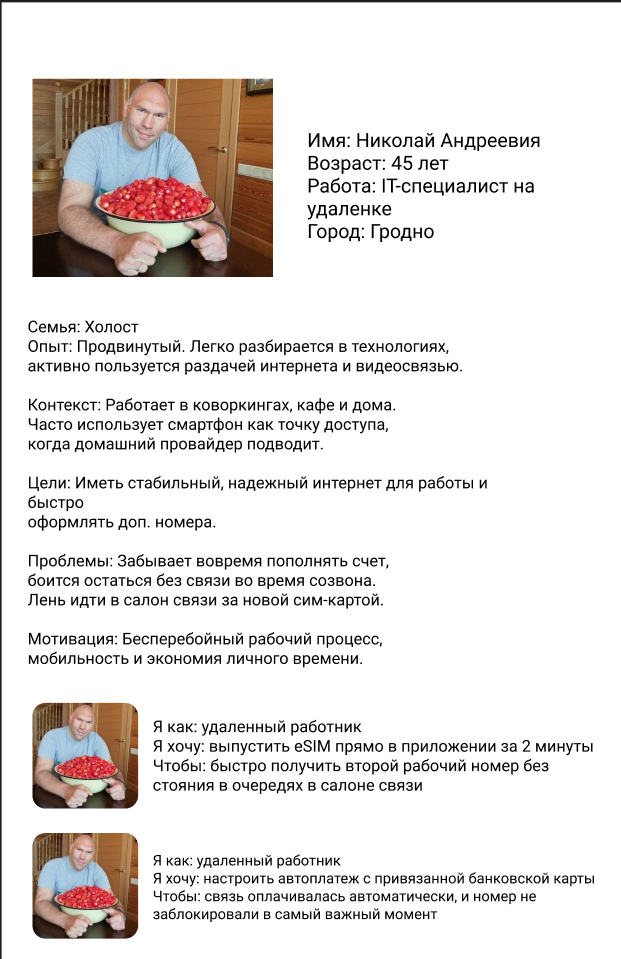 Имя: Николай Андреевия
Возраст: 45 лет
Работа: IT-специалист на
удаленке
Город: Гродно
Семья: Холост
Опыт: Продвинутый. Легко разбирается в технологиях,
активно пользуется раздачей интернета и видеосвязью.
Контекст: Работает в коворкингах, кафе и дома.
Часто использует смартфон как точку доступа,
когда домашний провайдер подводит.
Цели: Иметь стабильный, надежный интернет для работы и
быстро
оформлять доп. номера.
Проблемы: Забывает вовремя пополнять счет,
боится остаться без связи во время созвона.
Лень идти в салон связи за новой сим-картой.
Мотивация: Бесперебойный рабочий процесс,
мобильность и экономия личного времени.
Я как: удаленный работник
Я хочу: выпустить eSIM прямо в приложении за 2 минуты
Чтобы: быстро получить второй рабочий номер без
стояния в очередях в салоне связи
Я как: удаленный работник
Я хочу: настроить автоплатеж с привязанной банковской карты
Чтобы: связь оплачивалась автоматически, и номер не
заблокировали в самый важный момент